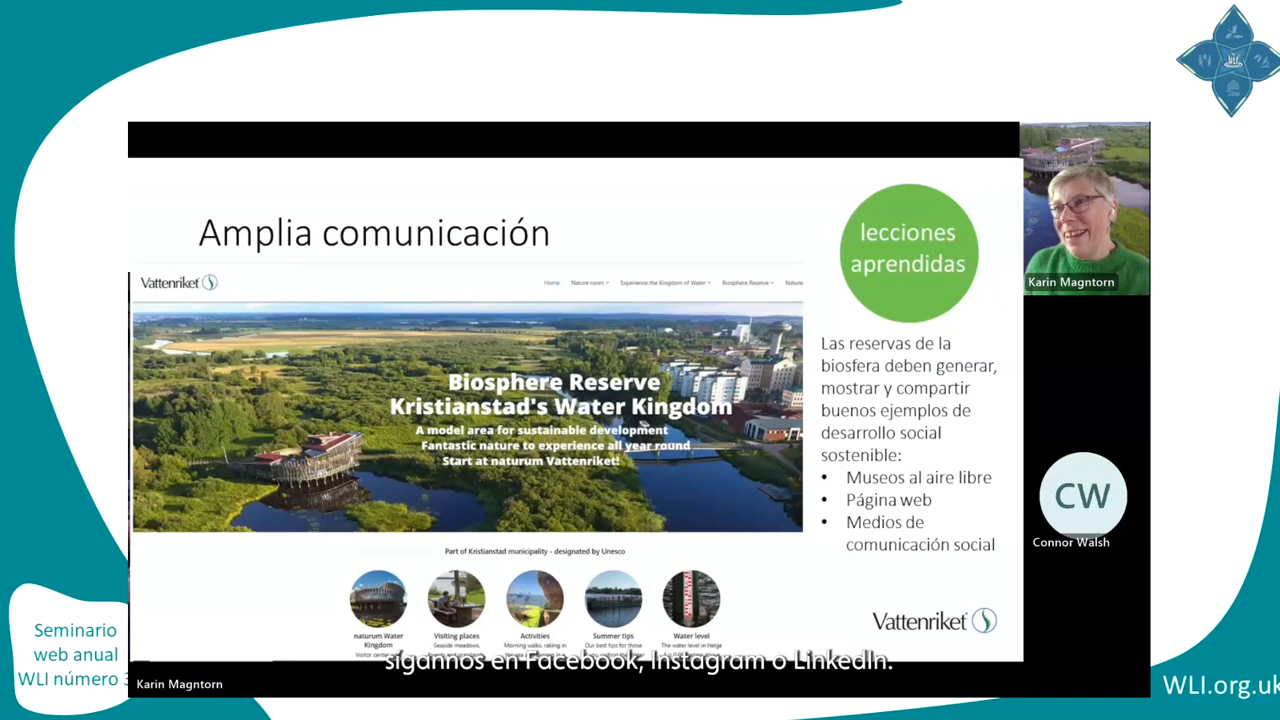 Amplia comunicación
lecciones
aprendidas
Vattenriket
Home Nature room Experience the Kingdom of Water Biosphere Reserve Nature
Biosphere Reserve
Kristianstad's Water Kingdom
A model area for sustainable development
Fantastic nature to experience all year round
Start at naturum Vattenriket!
Las reservas de la
biosfera deben generar,
mostrar y compartir
buenos ejemplos de
desarrollo social
sostenible:
• Museos al aire libre
• Página web
• Medios de
comunicación social
Part of Kristianstad municipality - designated by Unesco
naturum Water
Kingdom
Visiting places
Activities
Morning walks, raking in
Summer tips
Our best tips for those
Water level
The water level in Helge
Vattenriket
sígannos en Facebook, Instagram o LinkedIn.
Karin Magntorn
Karin Magntorn
CW
Connor Walsh
Seminario
web anual
WLI número
WLI.org.uk